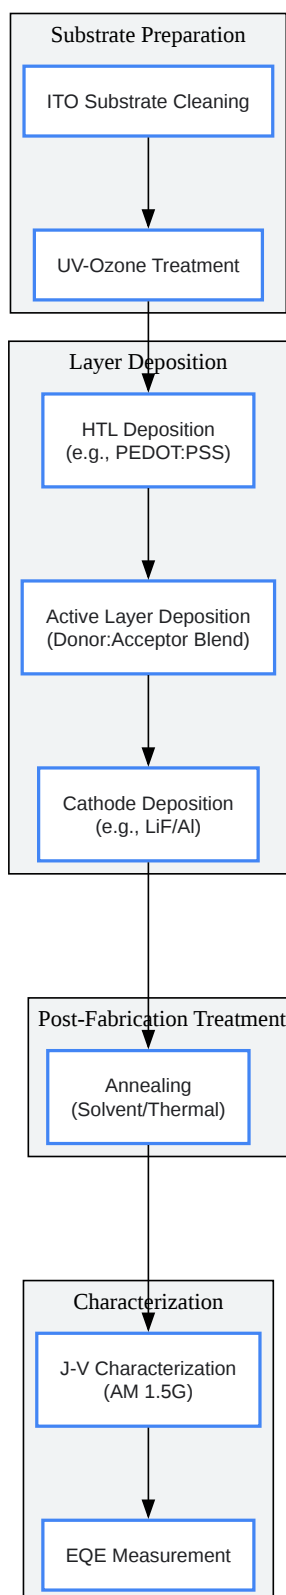 Substrate Preparation
ITO Substrate Cleaning
UV-Ozone Treatment
Layer Deposition
HTL Deposition
(e.g., PEDOT:PSS)
Active Layer Deposition
(Donor:Acceptor Blend)
Cathode Deposition
(e.g., LiF/Al)
Post-Fabrication Treatment
Annealing
(Solvent/Thermal)
Characterization
J-V Characterization
(AM 1.5G)
EQE Measurement